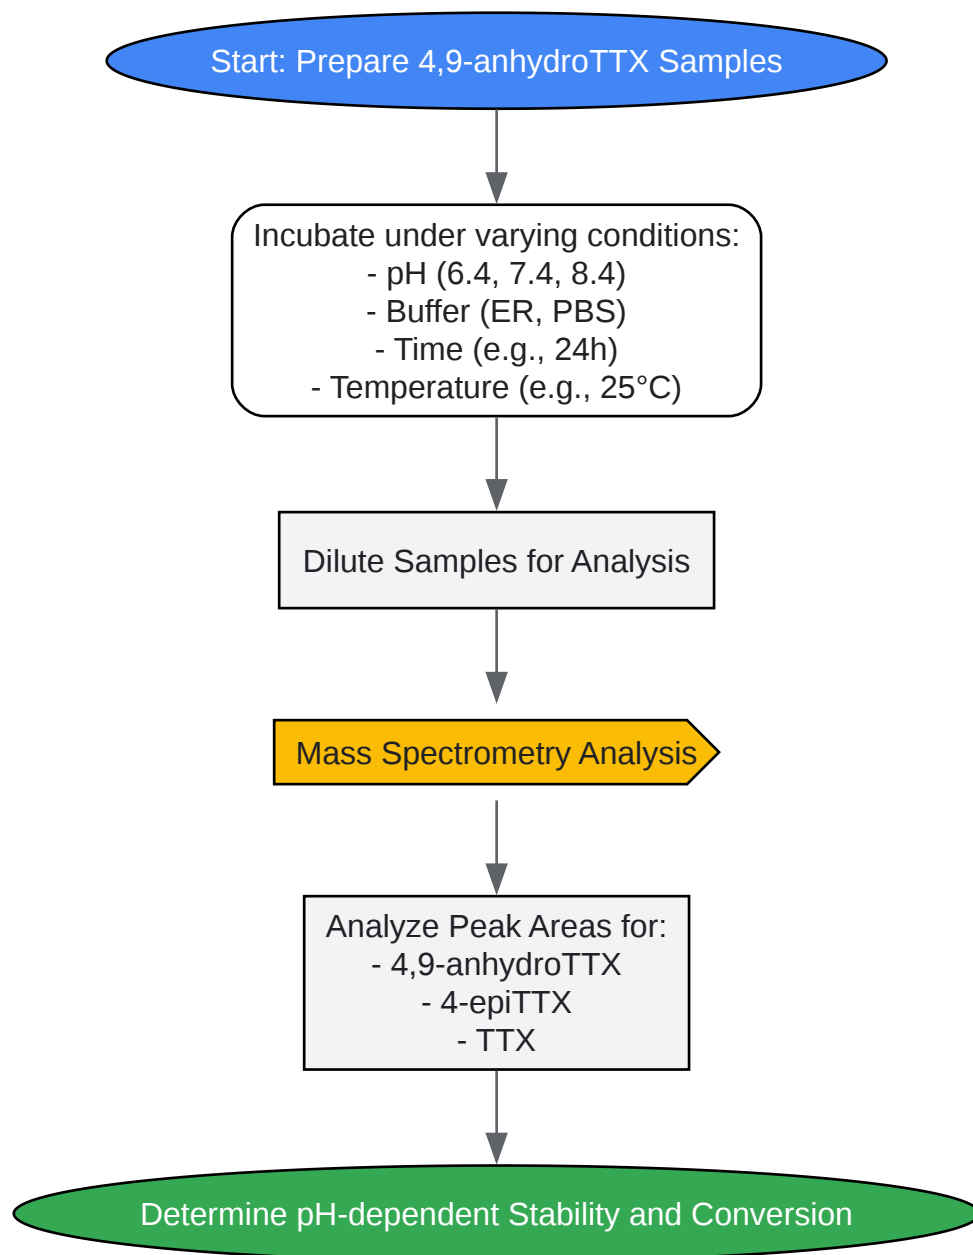 Start: Prepare 4,9-anhydroTTX Samples
Incubate under varying conditions:
- pH (6.4, 7.4, 8.4)
- Buffer (ER, PBS)
- Time (e.g., 24h)
- Temperature (e.g., 25°C)
Dilute Samples for Analysis
Mass Spectrometry Analysis
Analyze Peak Areas for:
- 4,9-anhydroTTX
- 4-epiTTX
- TTX
Determine pH-dependent Stability and Conversion